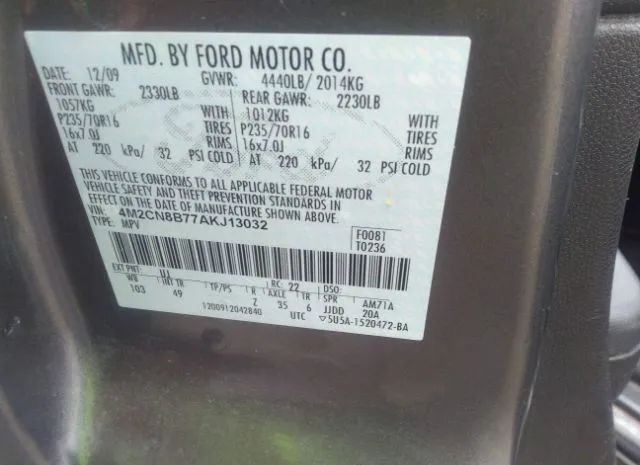 MFD. BY FORD MOTOR CO.
DATE: 12/09 GVWR: 4440LB/ 2014KG
FRONT GAWR: 2330LB REAR GAWR: 2230LB
1057KG WITH 1012KG WITH
P235/70R16 TIRES P235/70R16 TIRES
16x7.0J RIMS 16x7.0J RIMS
AT 220 kPa/ 32 PSI COLD AT 220 kPa/ 32 PSI COLD
THIS VEHICLE CONFORMS TO ALL APPLICABLE FEDERAL MOTOR
VEHICLE SAFETY AND THEFT PREVENTION STANDARDS IN
EFFECT ON THE DATE OF MANUFACTURE SHOWN ABOVE.
VIN: 4M2CN8B77AKJ13032
TYPE: MPV
F0081
T0236
EXT PNT: UJ RC: 22 DSO:
WB INT TR TP/PS R AXLE TR SPR AM71A
103 49 Z 35 6 JJDD 20A
1200912042840 UTC ▽5U5A-1520472-BA